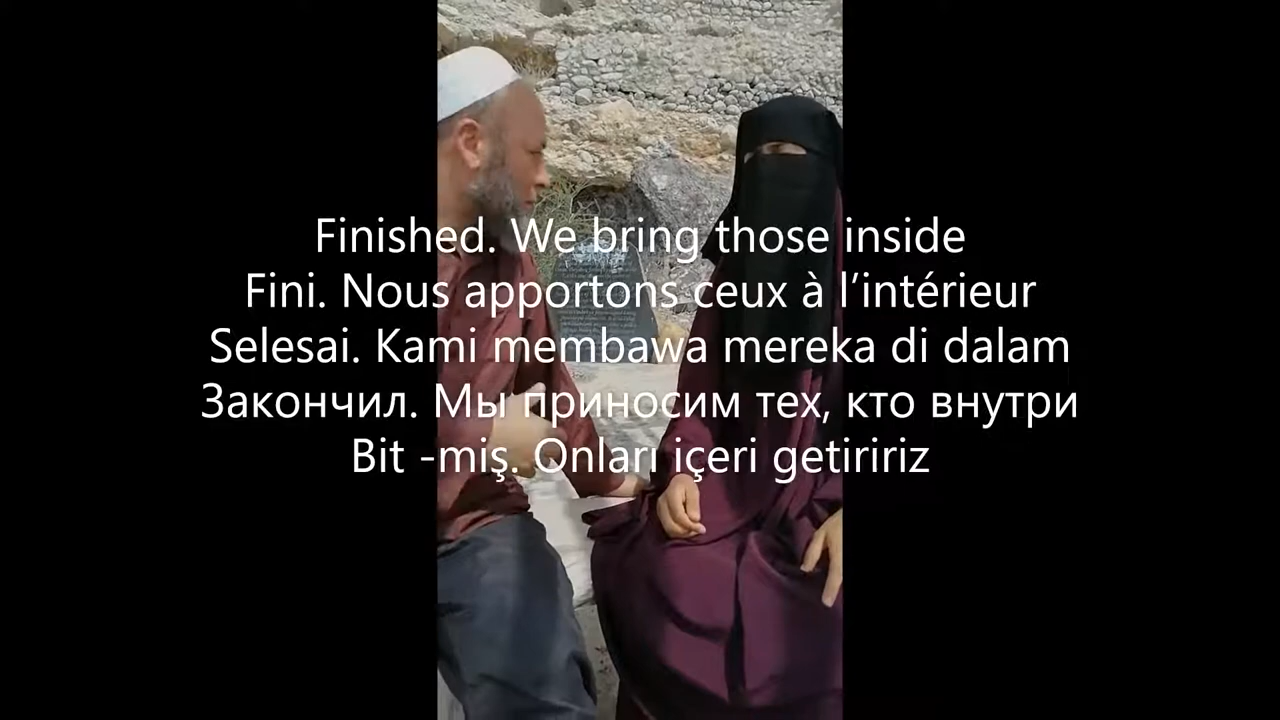 Finished. We bring those inside
Fini. Nous apportons ceux à l’intérieur
Selesai. Kami membawa mereka di dalam
Закончил. Мы приносим тех, кто внутри
Bit -miş. Onları içeri getiririz